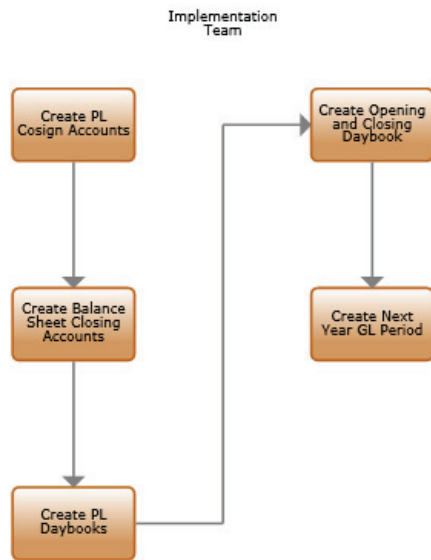 Implementation
Team
Create PL
Cosign Accounts
Create Balance
Sheet Closing
Accounts
Create PL
Daybooks
Create Opening
and Closing
Daybook
Create Next
Year GL Period